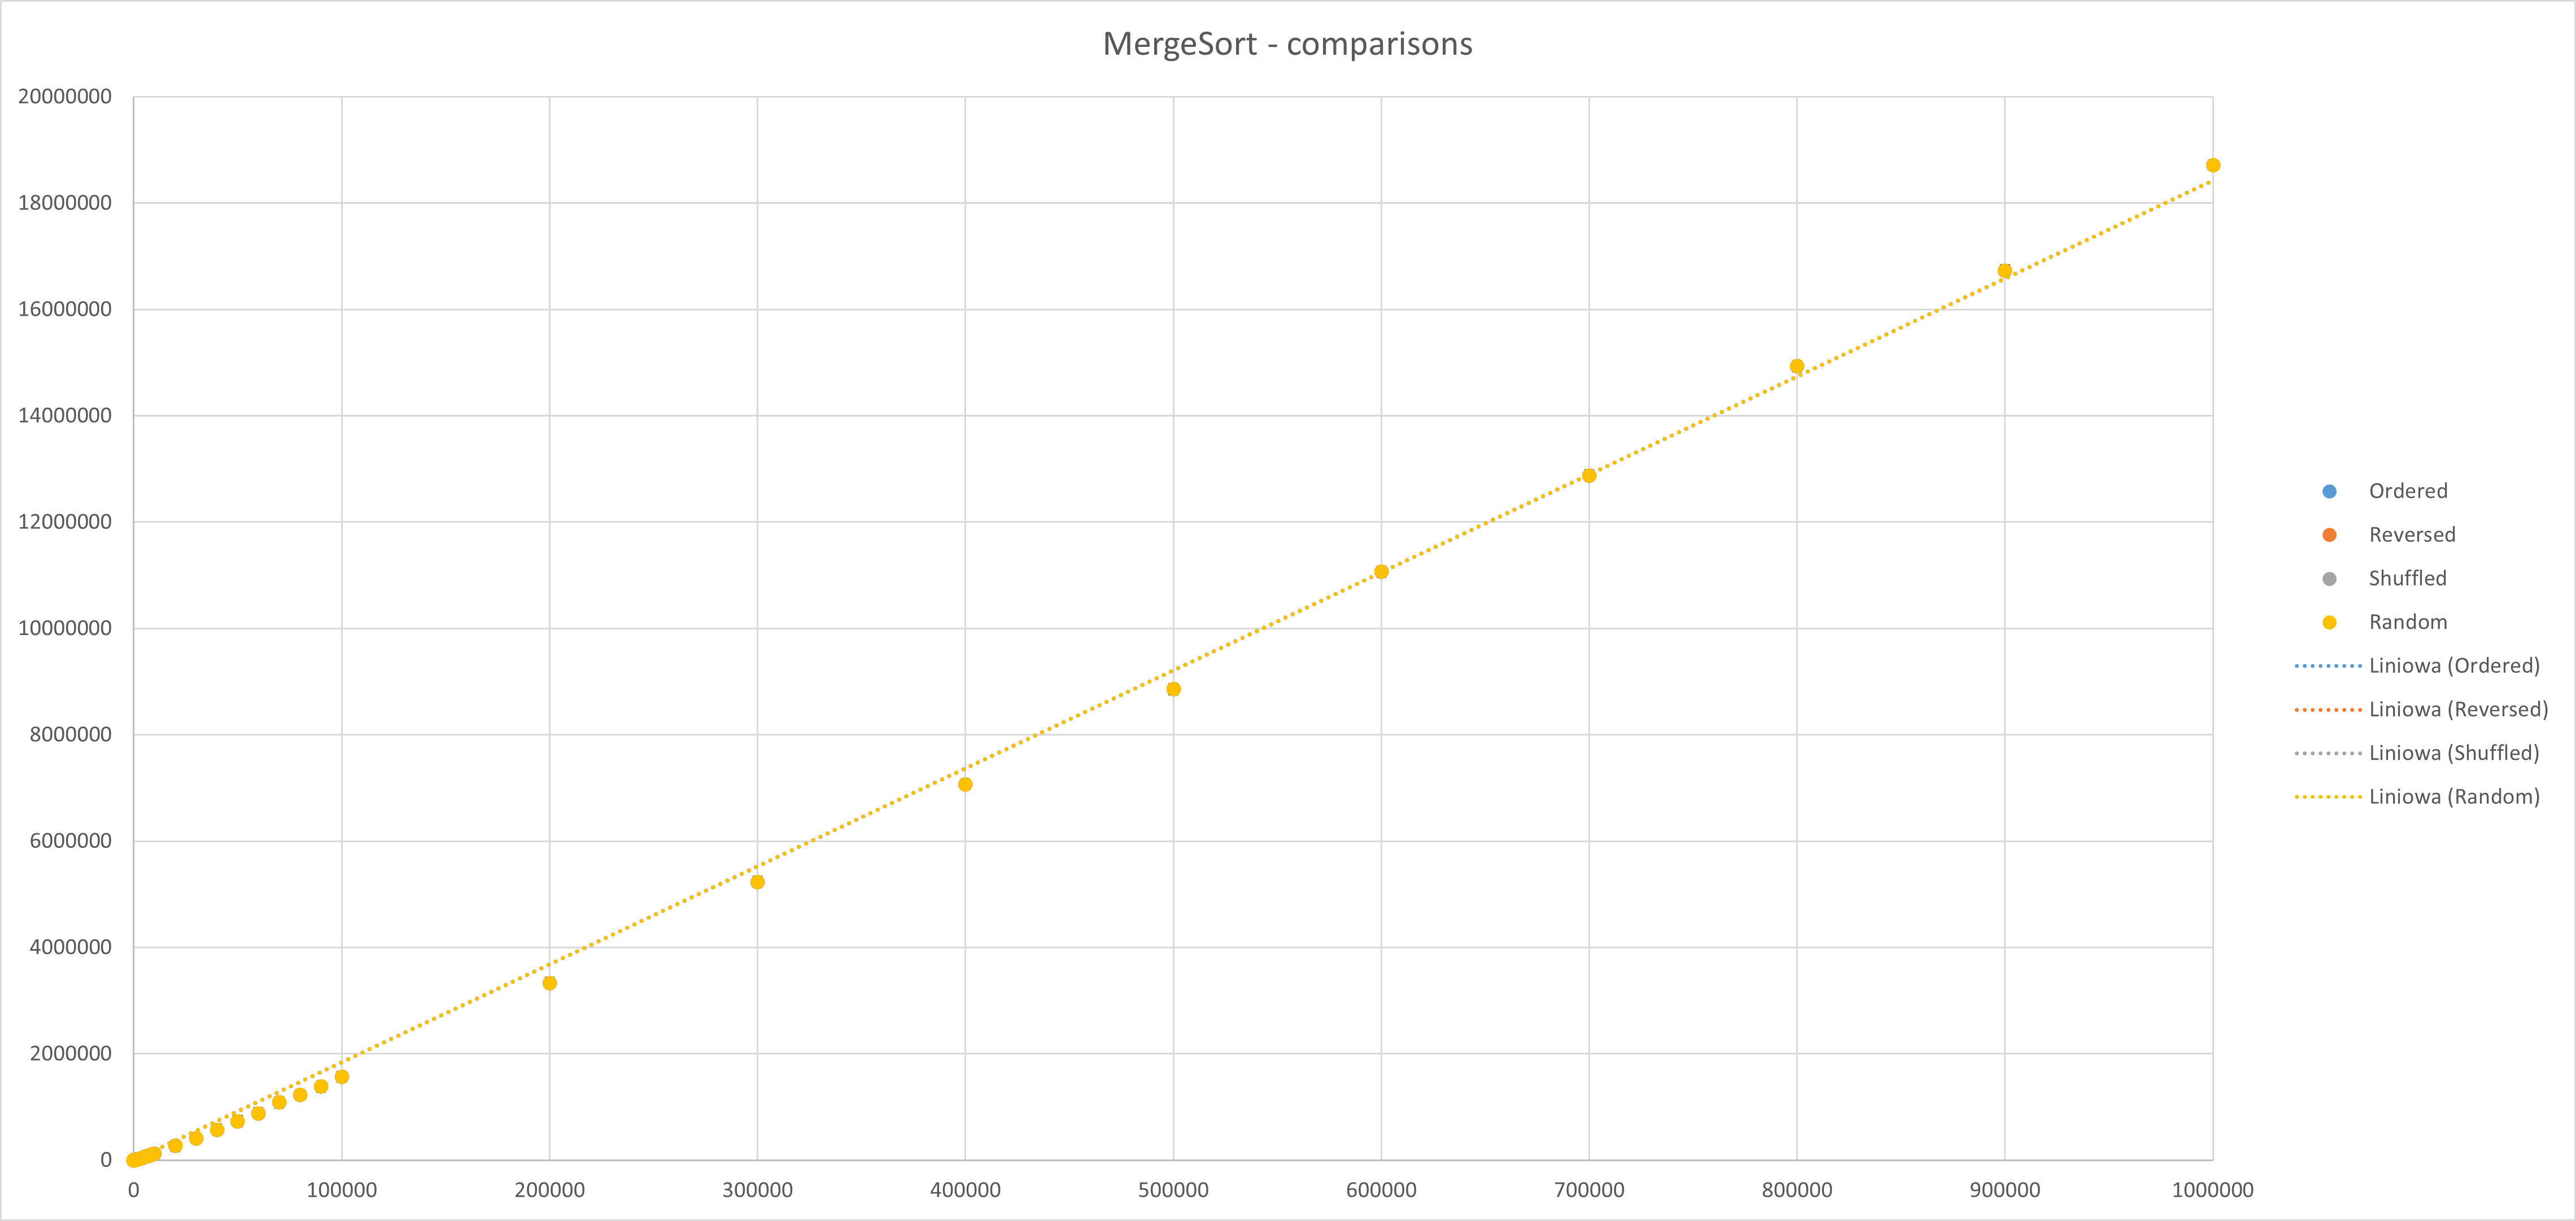 MergeSort - comparisons
20000000
18000000
16000000
14000000
12000000
10000000
8000000
6000000
4000000
2000000
0
0 100000 200000 300000 400000 500000 600000 700000 800000 900000 1000000
Ordered
Reversed
Shuffled
Random
Liniowa (Ordered)
Liniowa (Reversed)
Liniowa (Shuffled)
Liniowa (Random)